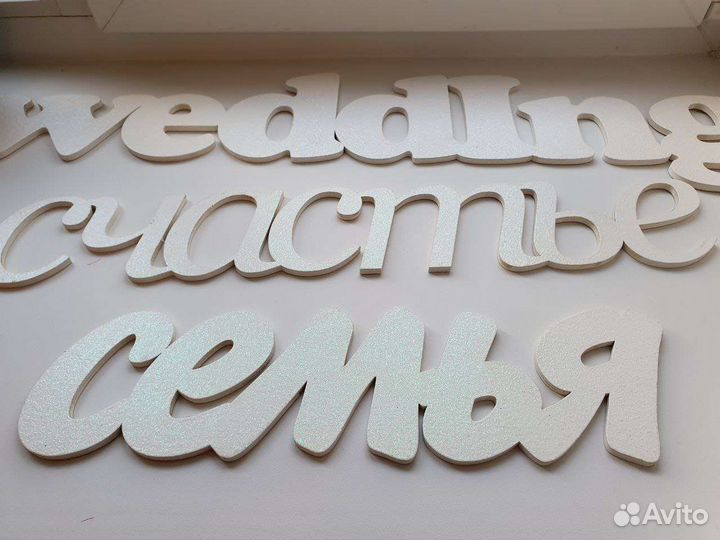 weddIng
счастье
семья
Avito